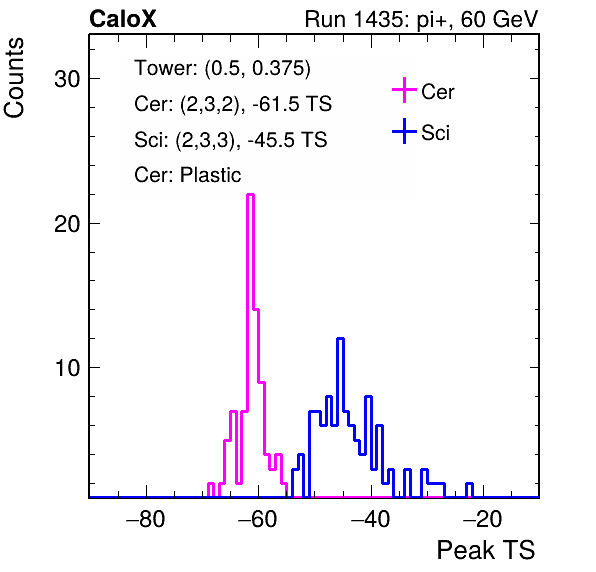 CaloX Run 1435: pi+, 60 GeV
Counts
Tower: (0.5, 0.375)
Cer: (2,3,2), -61.5 TS
Sci: (2,3,3), -45.5 TS
Cer: Plastic
Cer
Sci
30
20
10
−80 −60 −40 −20
Peak TS